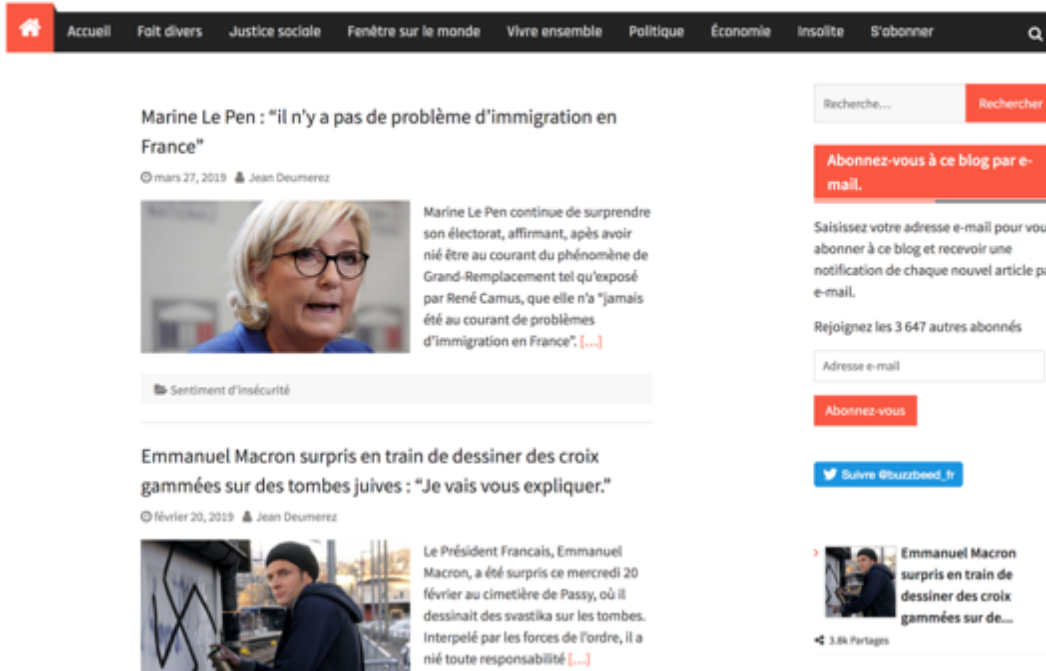 Accueil Fait divers Justice sociale Fenêtre sur le monde Vivre ensemble Politique Économie Insolite S'abonner
Marine Le Pen : “il n’y a pas de problème d’immigration en
France”
mars 27, 2019 Jean Deumerez
Marine Le Pen continue de surprendre
son électorat, affirmant, apès avoir
nié être au courant du phénomène de
Grand-Remplacement tel qu’exposé
par René Camus, que elle n’a “jamais
été au courant de problèmes
d’immigration en France”. [...]
Sentiment d’insécurité
Emmanuel Macron surpris en train de dessiner des croix
gammées sur des tombes juives : “Je vais vous expliquer.”
février 20, 2019 Jean Deumerez
Le Président Francais, Emmanuel
Macron, a été surpris ce mercredi 20
février au cimetière de Passy, où il
dessinait des svastika sur les tombes.
Interpelé par les forces de l’ordre, il a
nié toute responsabilité [...]
Recherche... Rechercher
Abonnez-vous à ce blog par e-
mail.
Saisissez votre adresse e-mail pour vou
abonner à ce blog et recevoir une
notification de chaque nouvel article pa
e-mail.
Rejoignez les 3 647 autres abonnés
Adresse e-mail
Abonnez-vous
Suivre @buzzbeed_fr
Emmanuel Macron
surpris en train de
dessiner des croix
gammées sur de...
3.8k Partages